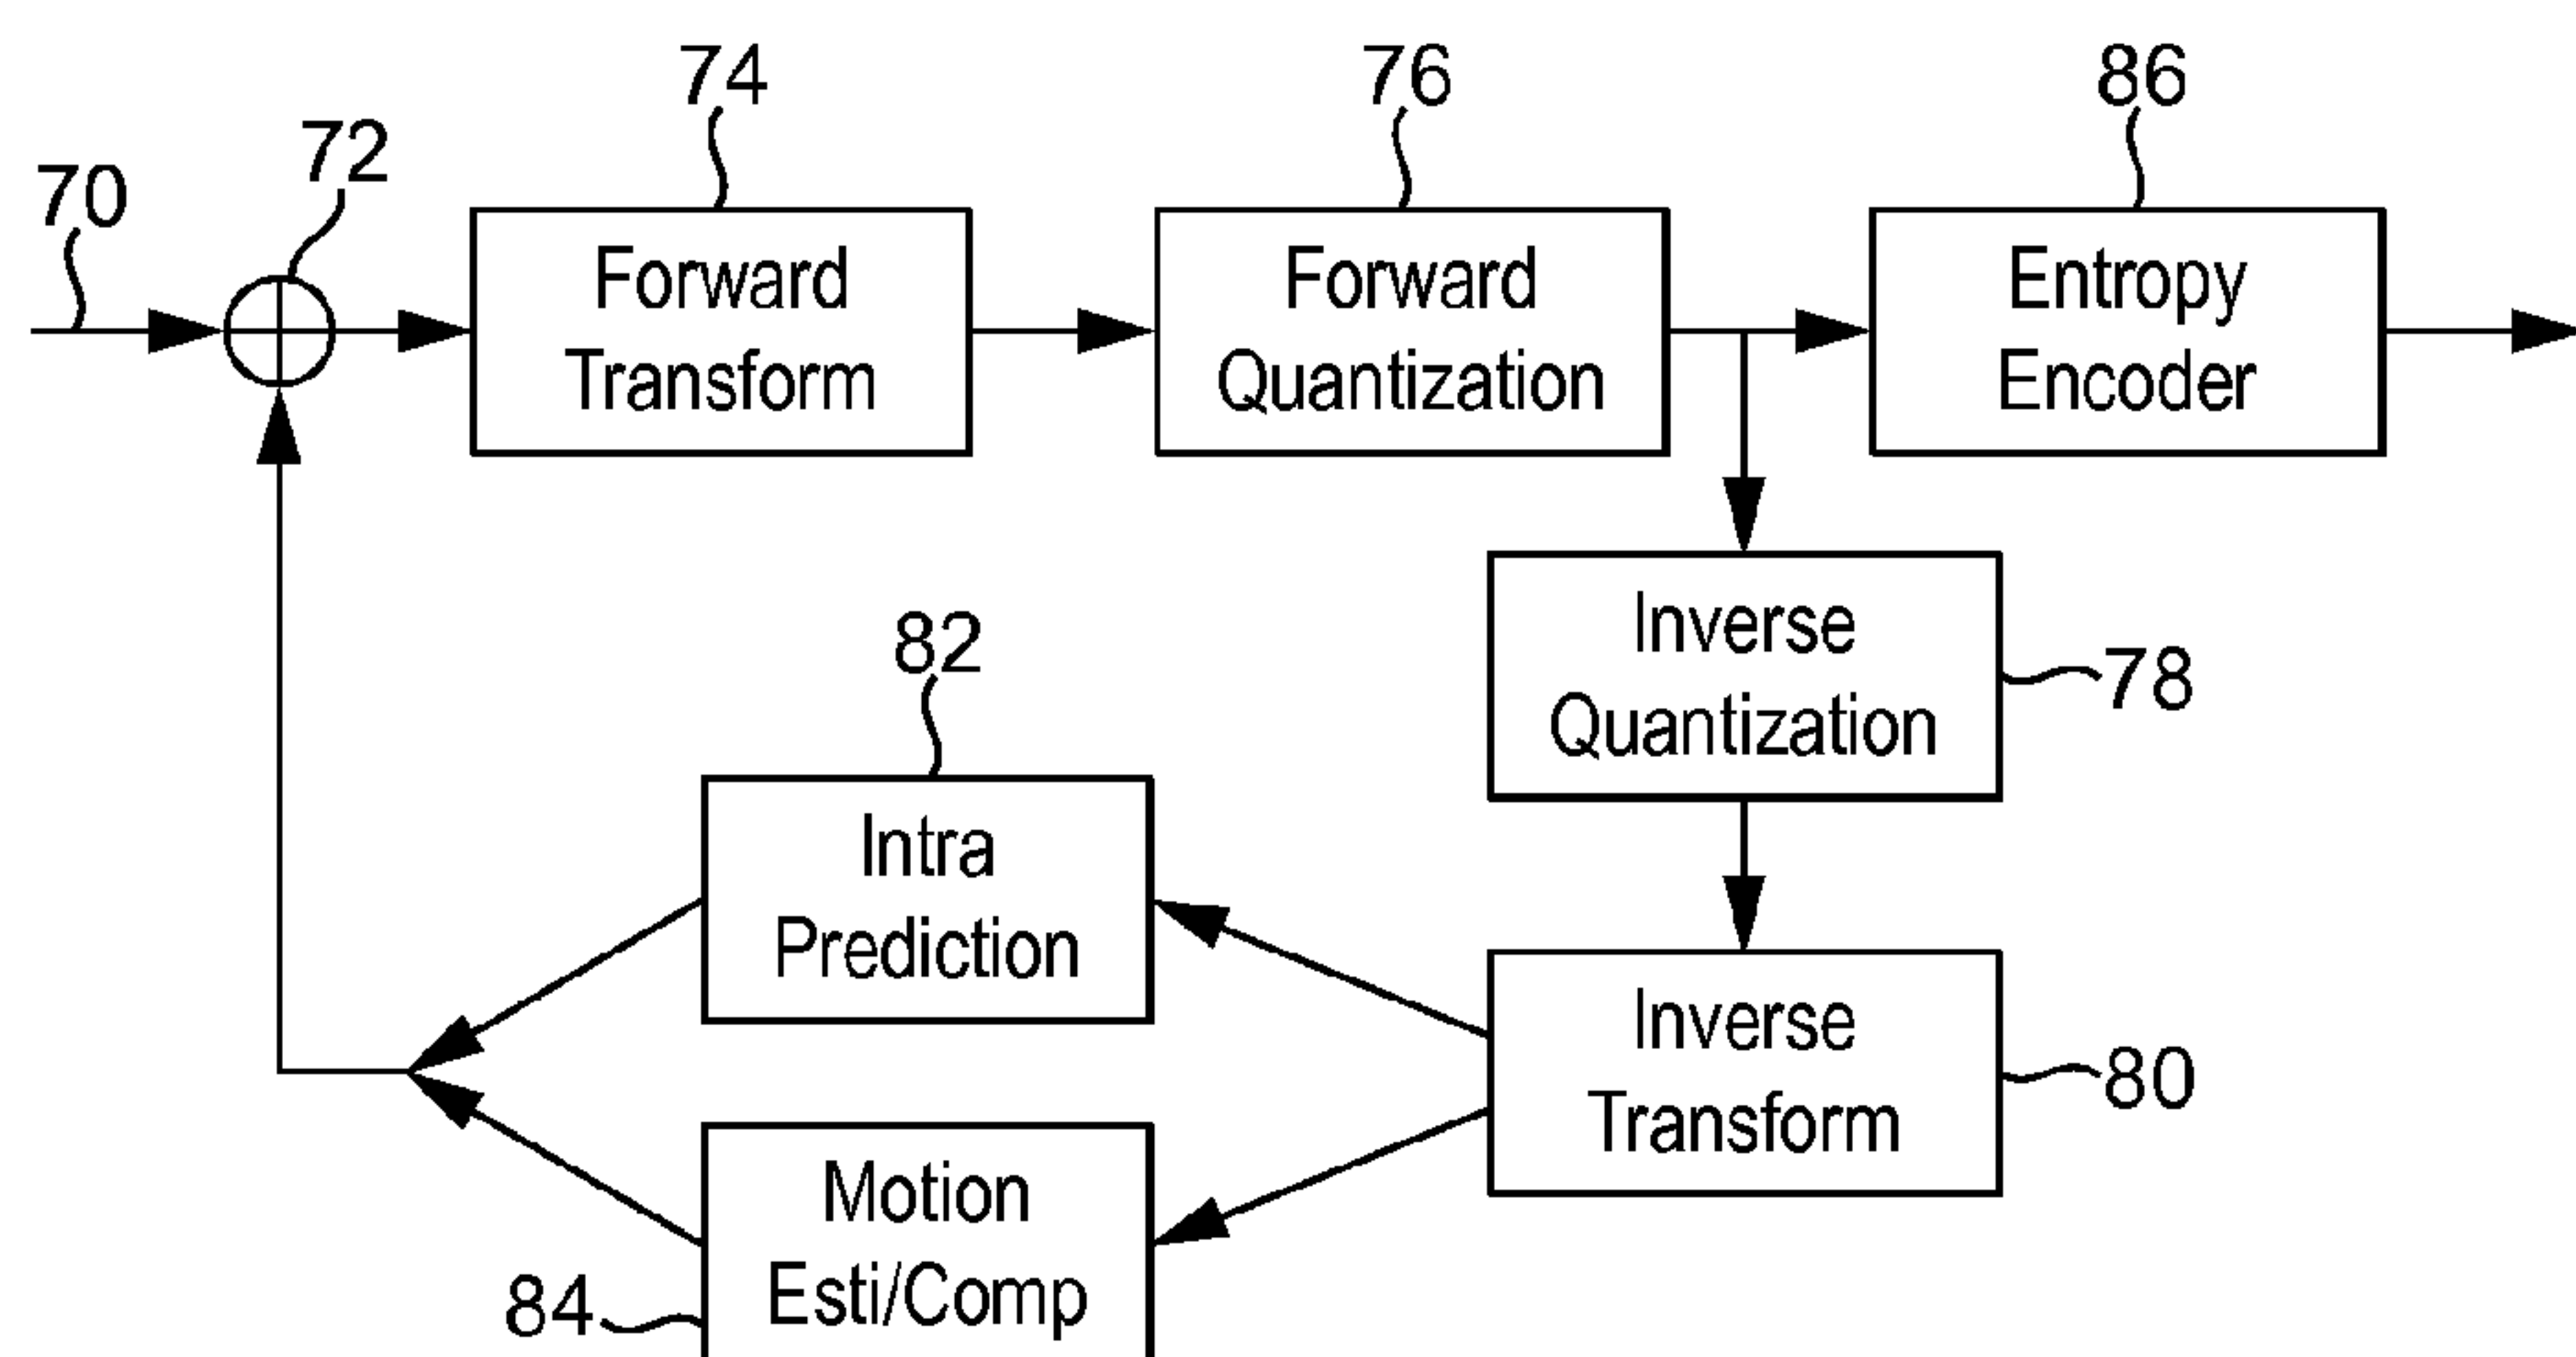 74
76
86
72
70
Forward
Transform
Forward
Quantization
Entropy
Encoder
82
Inverse
Quantization
78
Intra
Prediction
Inverse
Transform
80
Motion
Esti/Comp
84